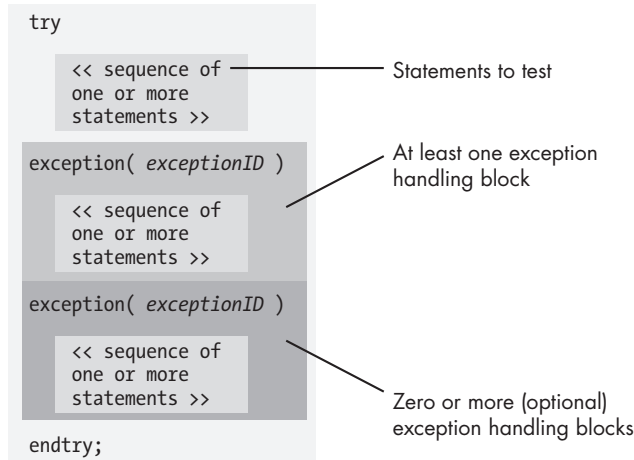 try
<< sequence of
one or more
statements >>
Statements to test
exception( exceptionID )
At least one exception
handling block
<< sequence of
one or more
statements >>
exception( exceptionID )
<< sequence of
one or more
statements >>
Zero or more (optional)
exception handling blocks
endtry;